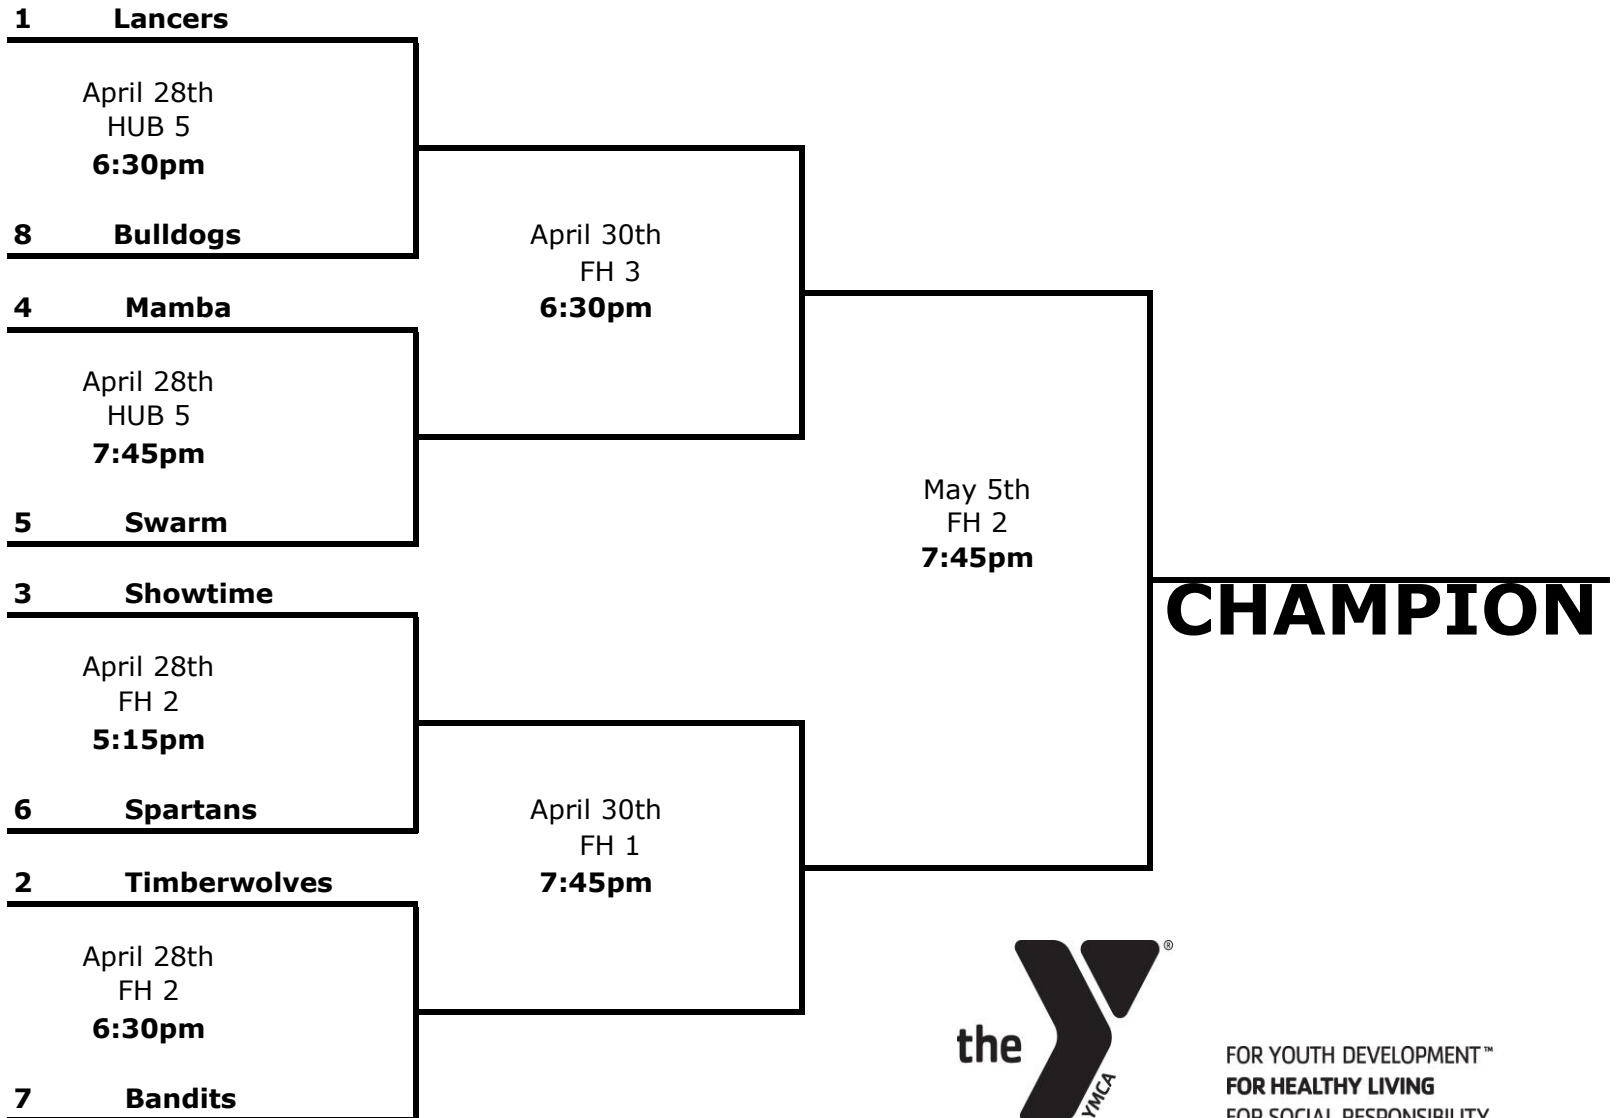 1 Lancers
April 28th
HUB 5
6:30pm
8 Bulldogs
April 30th
FH 3
6:30pm
4 Mamba
April 28th
HUB 5
7:45pm
5 Swarm
May 5th
FH 2
7:45pm
CHAMPION
3 Showtime
April 28th
FH 2
5:15pm
6 Spartans
April 30th
FH 1
7:45pm
2 Timberwolves
April 28th
FH 2
6:30pm
7 Bandits
the
YMCA
®
FOR YOUTH DEVELOPMENT™
FOR HEALTHY LIVING
FOR SOCIAL RESPONSIBILITY